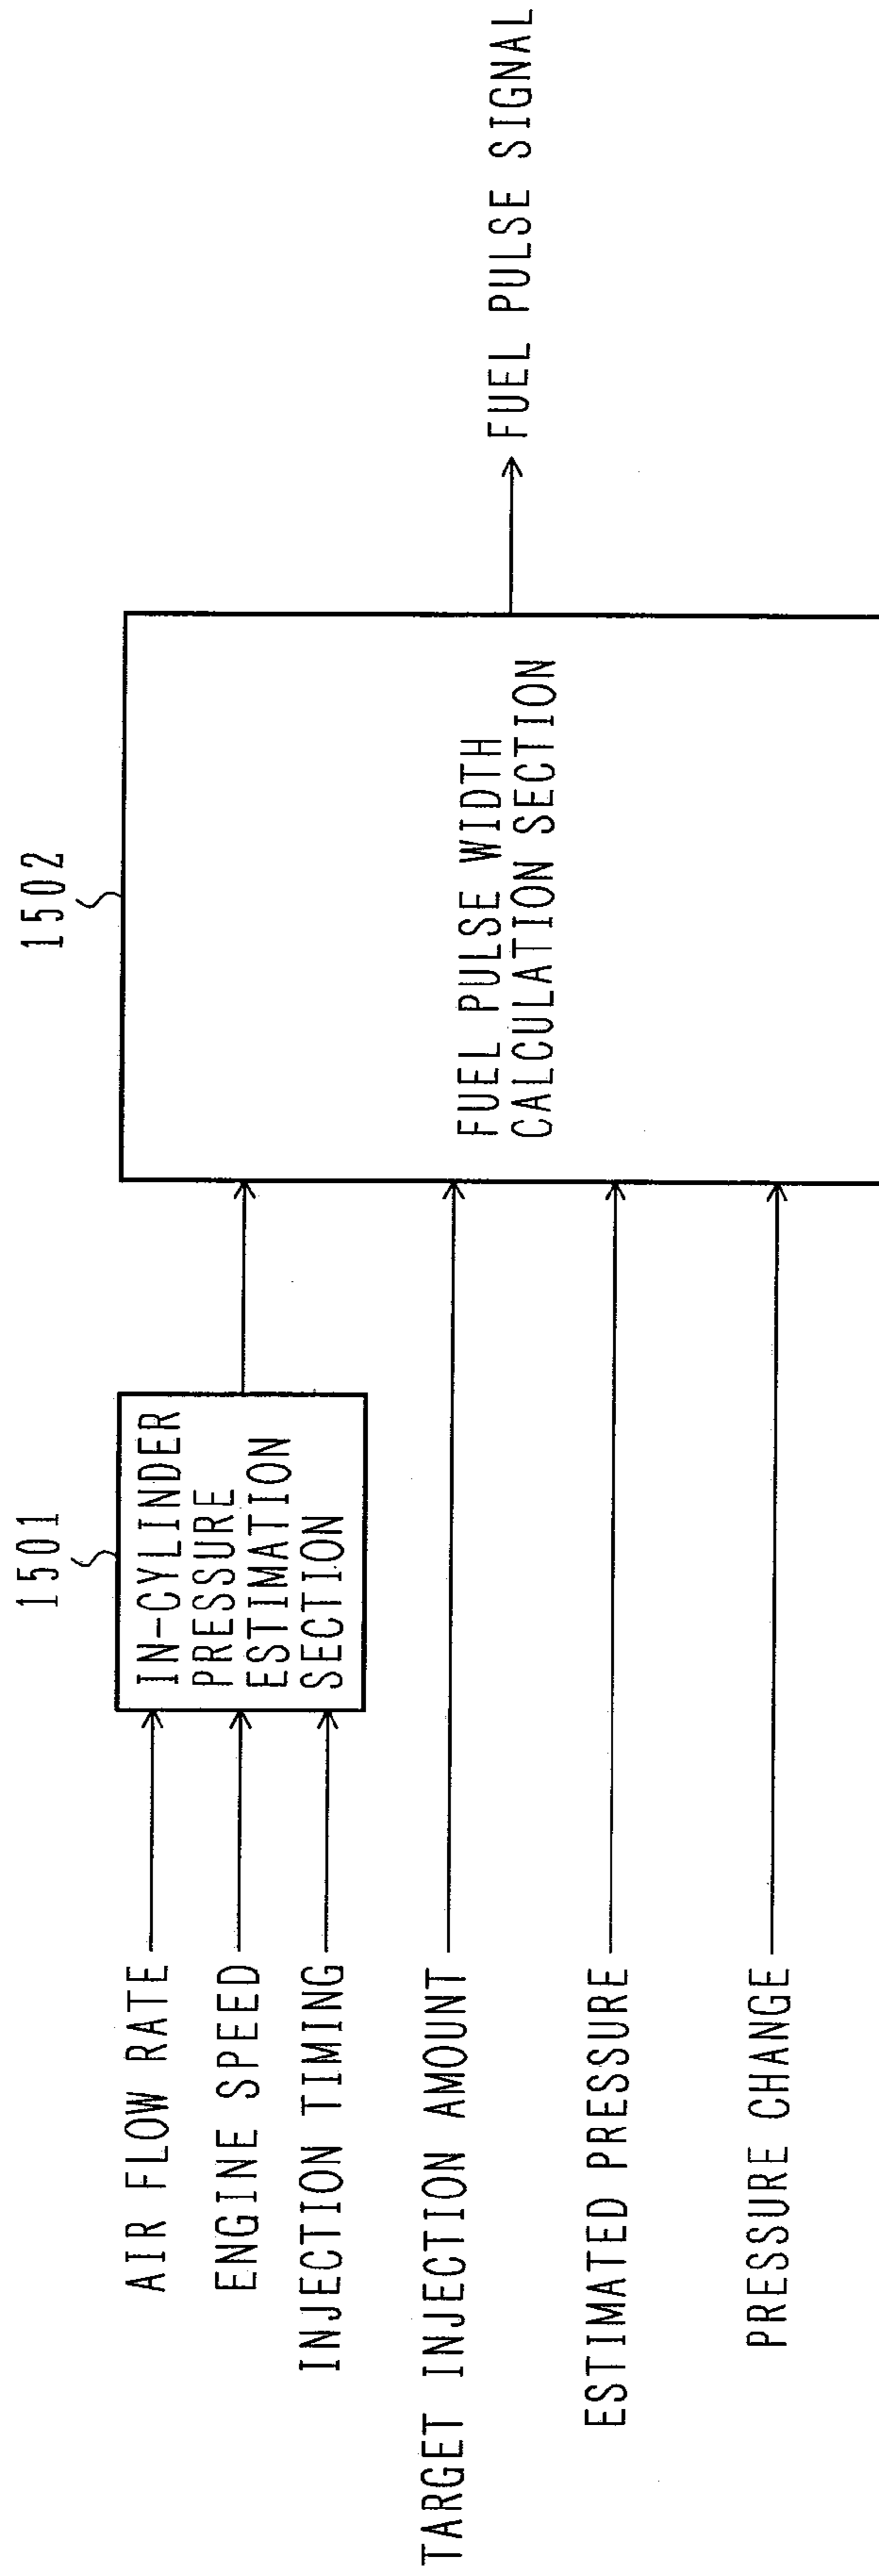 1501
1502
AIR FLOW RATE
ENGINE SPEED
INJECTION TIMING
IN-CYLINDER
PRESSURE
ESTIMATION
SECTION
TARGET INJECTION AMOUNT
ESTIMATED PRESSURE
PRESSURE CHANGE
FUEL PULSE WIDTH
CALCULATION SECTION
FUEL PULSE SIGNAL